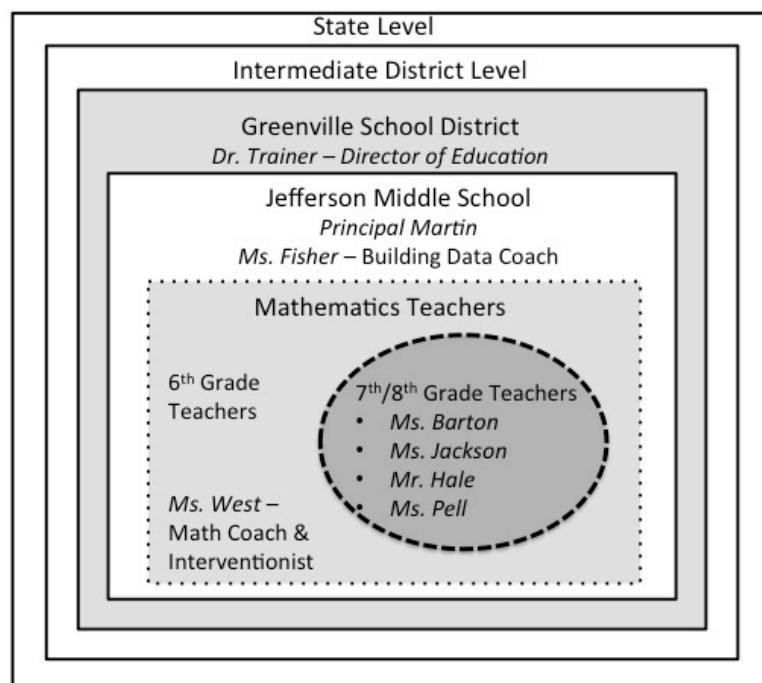 State Level
Intermediate District Level
Greenville School District
Dr. Trainer – Director of Education
Jefferson Middle School
Principal Martin
Ms. Fisher – Building Data Coach
Mathematics Teachers
6th Grade
Teachers
7th/8th Grade Teachers
• Ms. Barton
• Ms. Jackson
• Mr. Hale
• Ms. Pell
Ms. West –
Math Coach &
Interventionist